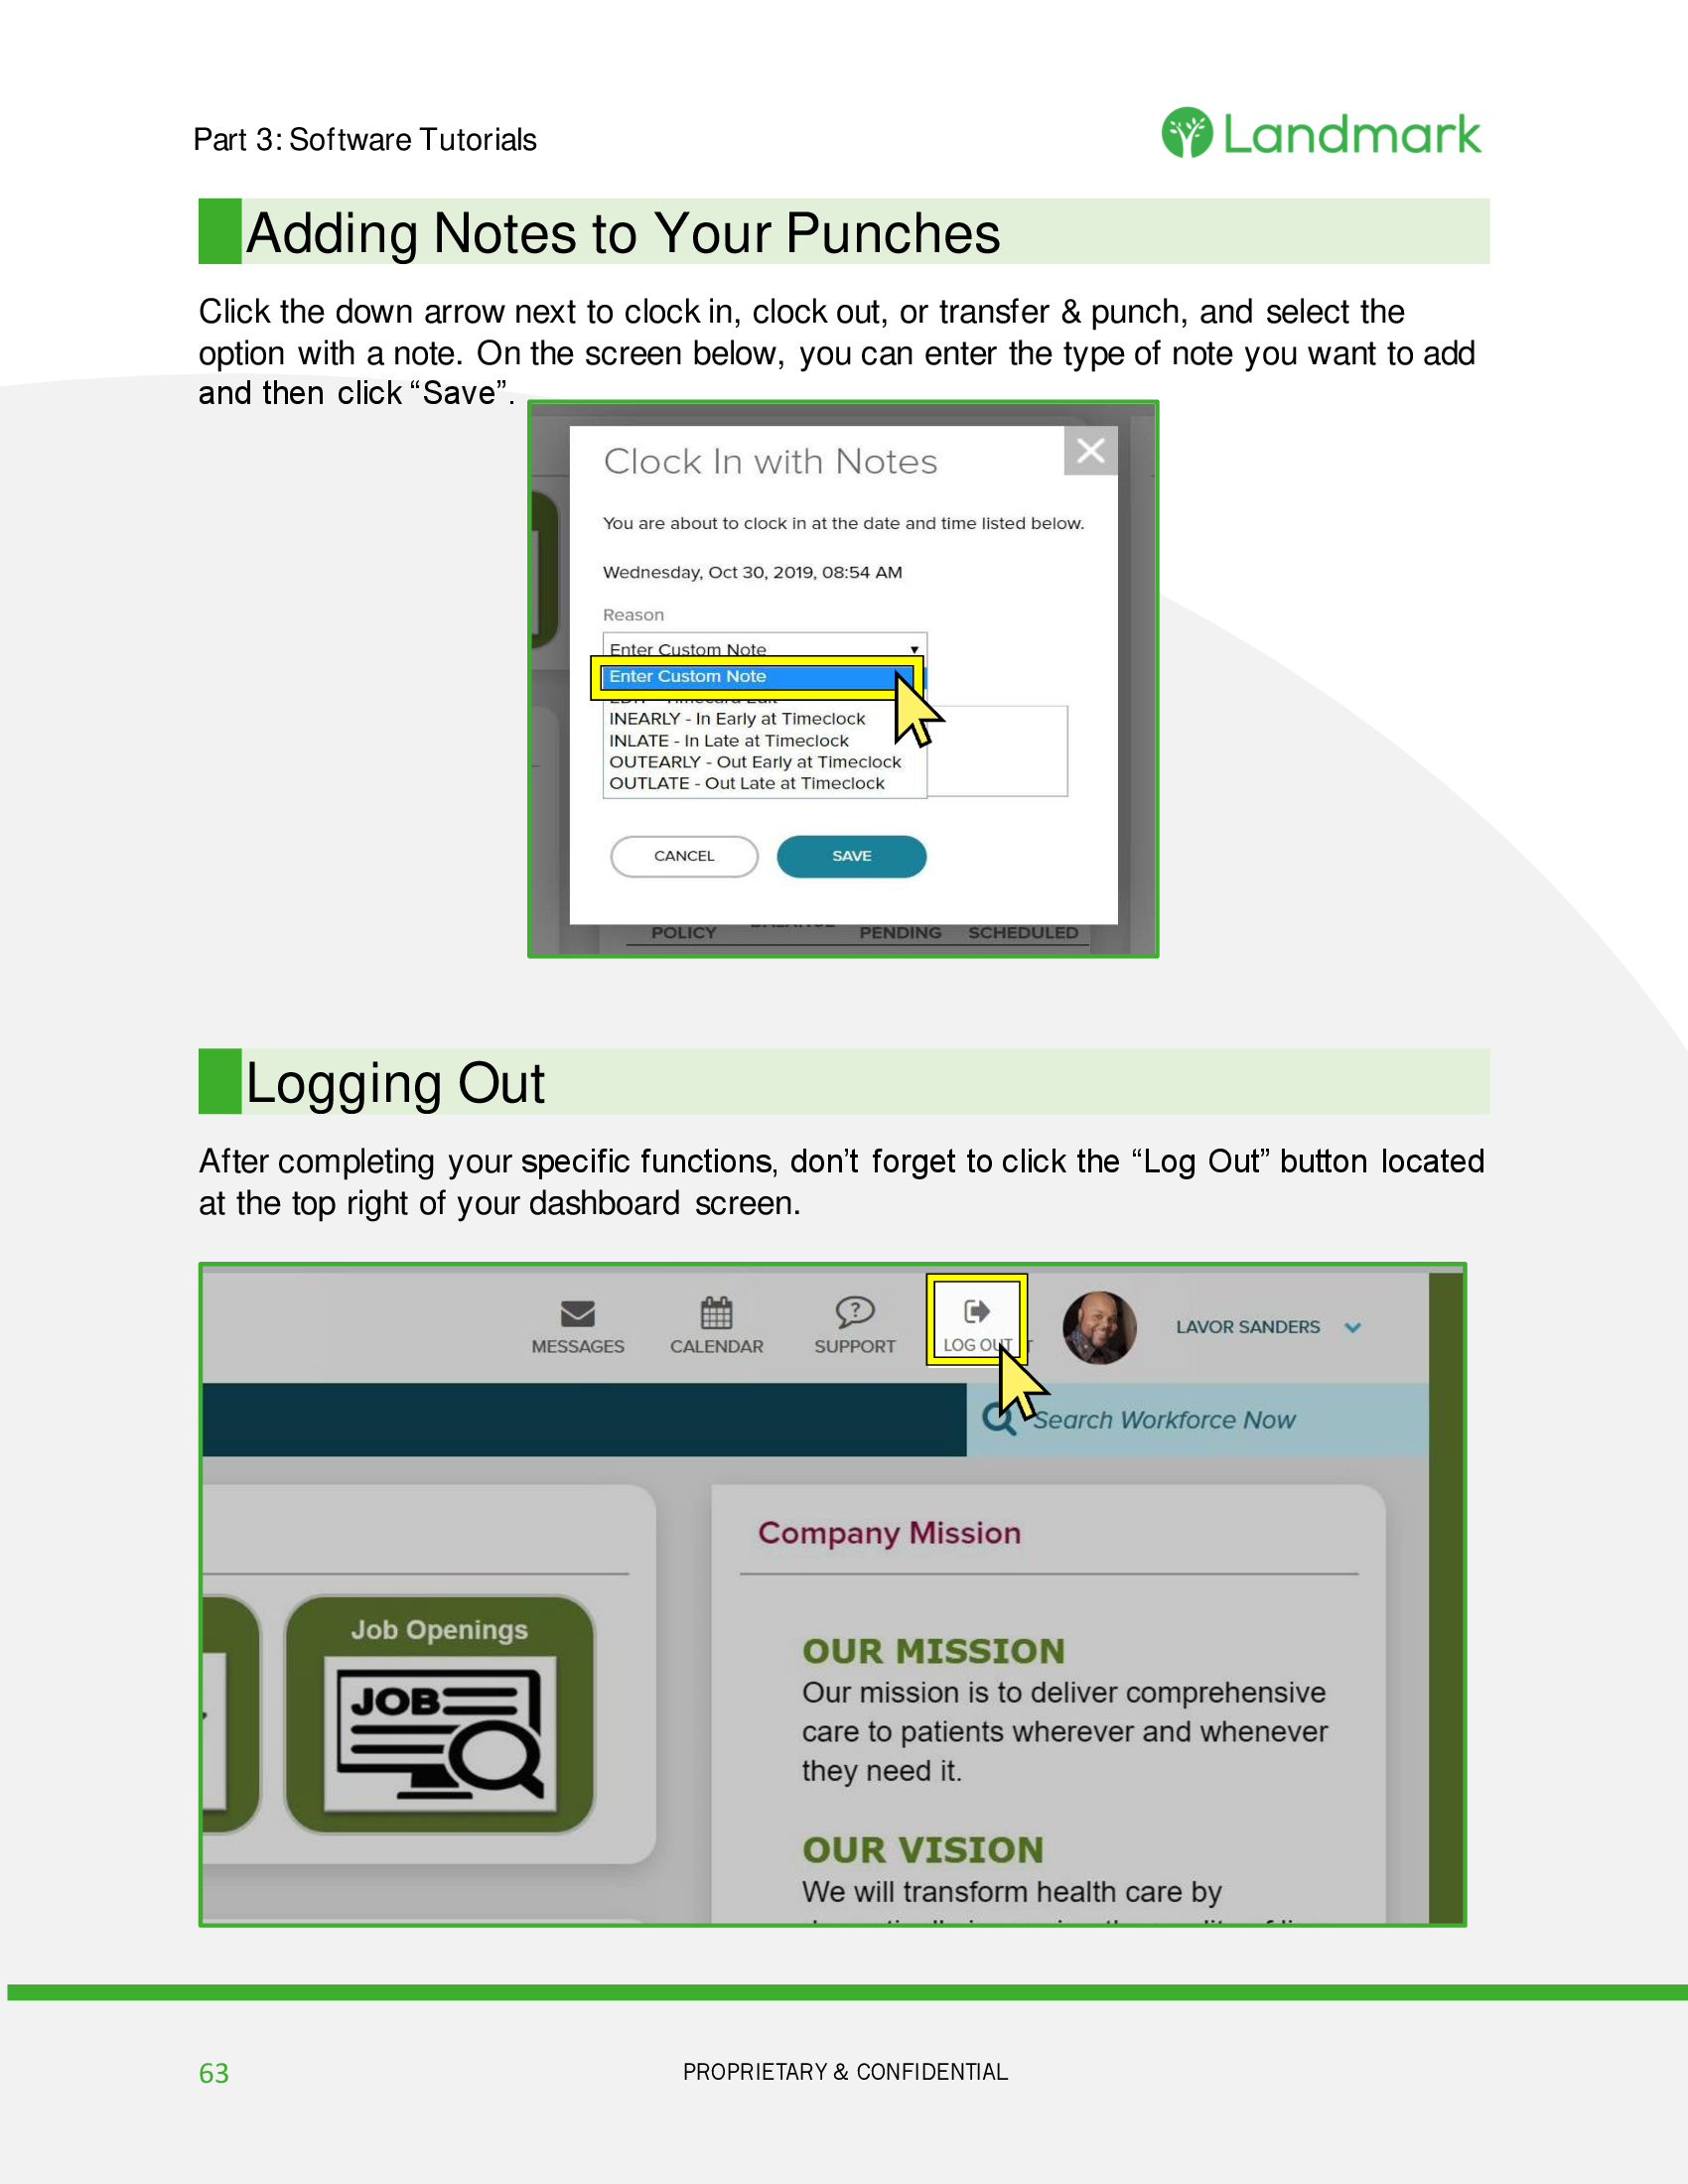 Part 3: Software Tutorials
Landmark
Adding Notes to Your Punches
Click the down arrow next to clock in, clock out, or transfer & punch, and select the
option with a note. On the screen below, you can enter the type of note you want to add
and then click “Save”.
Clock In with Notes
You are about to clock in at the date and time listed below.
Wednesday, Oct 30, 2019, 08:54 AM
Reason
Enter Custom Note
Enter Custom Note
INEARLY - In Early at Timeclock
INLATE - In Late at Timeclock
OUTEARLY - Out Early at Timeclock
OUTLATE - Out Late at Timeclock
CANCEL SAVE
POLICY BALANCE PENDING SCHEDULED
Logging Out
After completing your specific functions, don’t forget to click the “Log Out” button located
at the top right of your dashboard screen.
MESSAGES CALENDAR SUPPORT LOG OUT LAVOR SANDERS
Search Workforce Now
Company Mission
Job Openings
JOB
OUR MISSION
Our mission is to deliver comprehensive
care to patients wherever and whenever
they need it.
OUR VISION
We will transform health care by
63
PROPRIETARY & CONFIDENTIAL